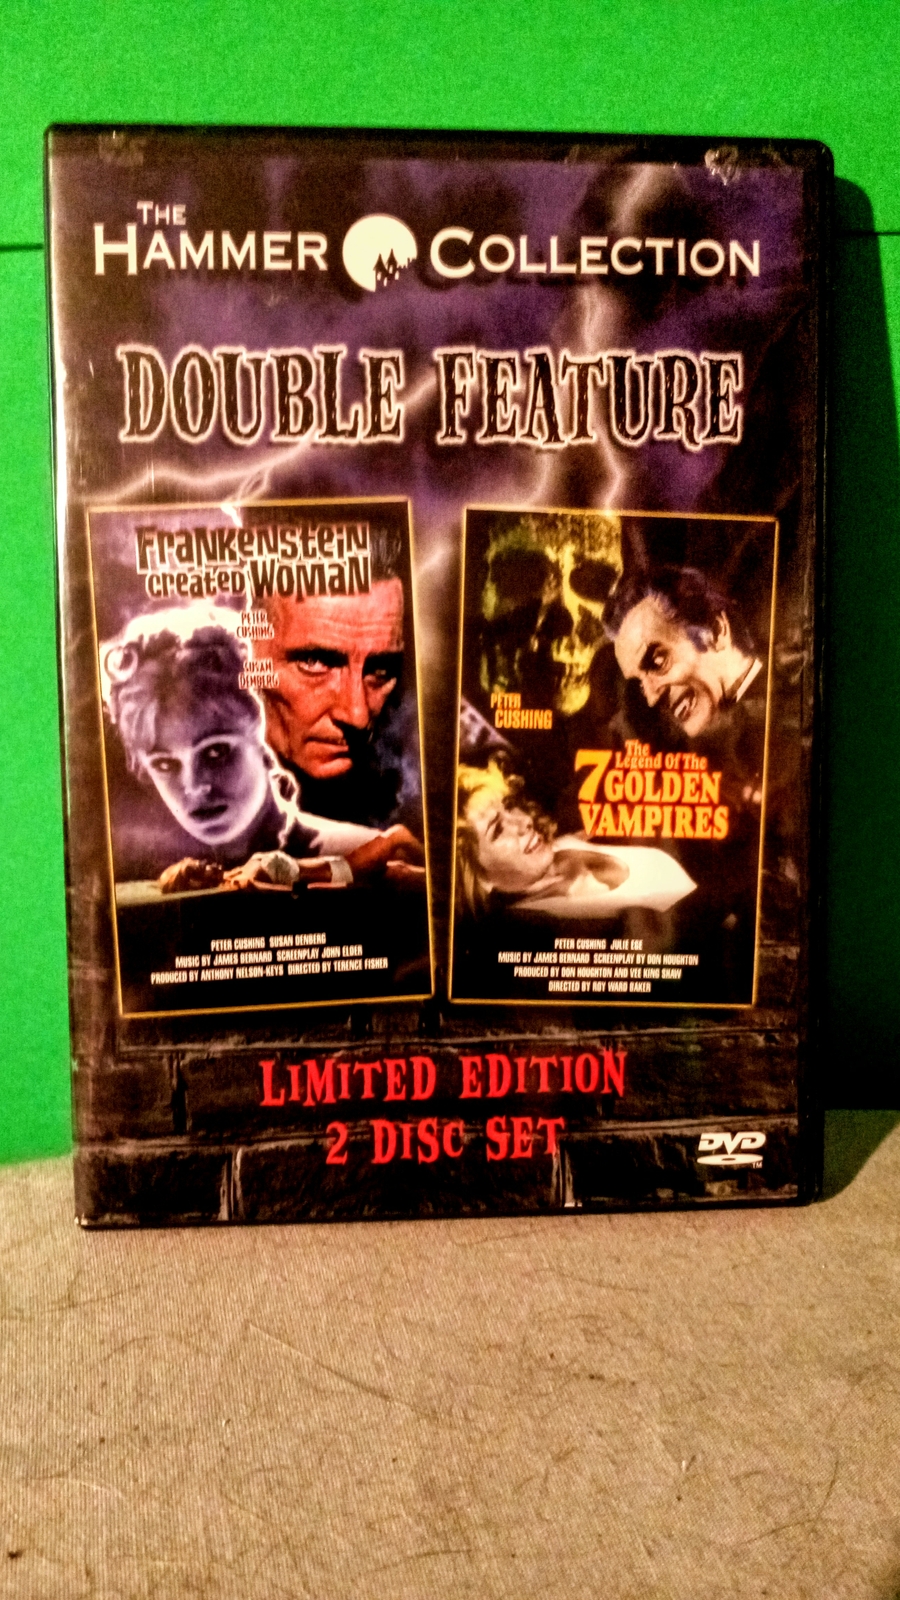 THE
HAMMER COLLECTION
DOUBLE FEATURE
FRANKENSTEIN
CREATED WOMAN
PETER
CUSHING
SUSAN
DENBERG
PETER CUSHING SUSAN DENBERG
MUSIC BY JAMES BERNARD SCREENPLAY JOHN ELDER
PRODUCED BY ANTHONY NELSON-KEYS DIRECTED BY TERENCE FISHER
PETER
CUSHING
The
Legend Of The
7 GOLDEN
VAMPIRES
PETER CUSHING JULIE EGE
MUSIC BY JAMES BERNARD SCREENPLAY BY DON HOUGHTON
PRODUCED BY DON HOUGHTON AND VEE KING SHAW
DIRECTED BY ROY WARD BAKER
LIMITED EDITION
2 DISC SET
DVD
TM